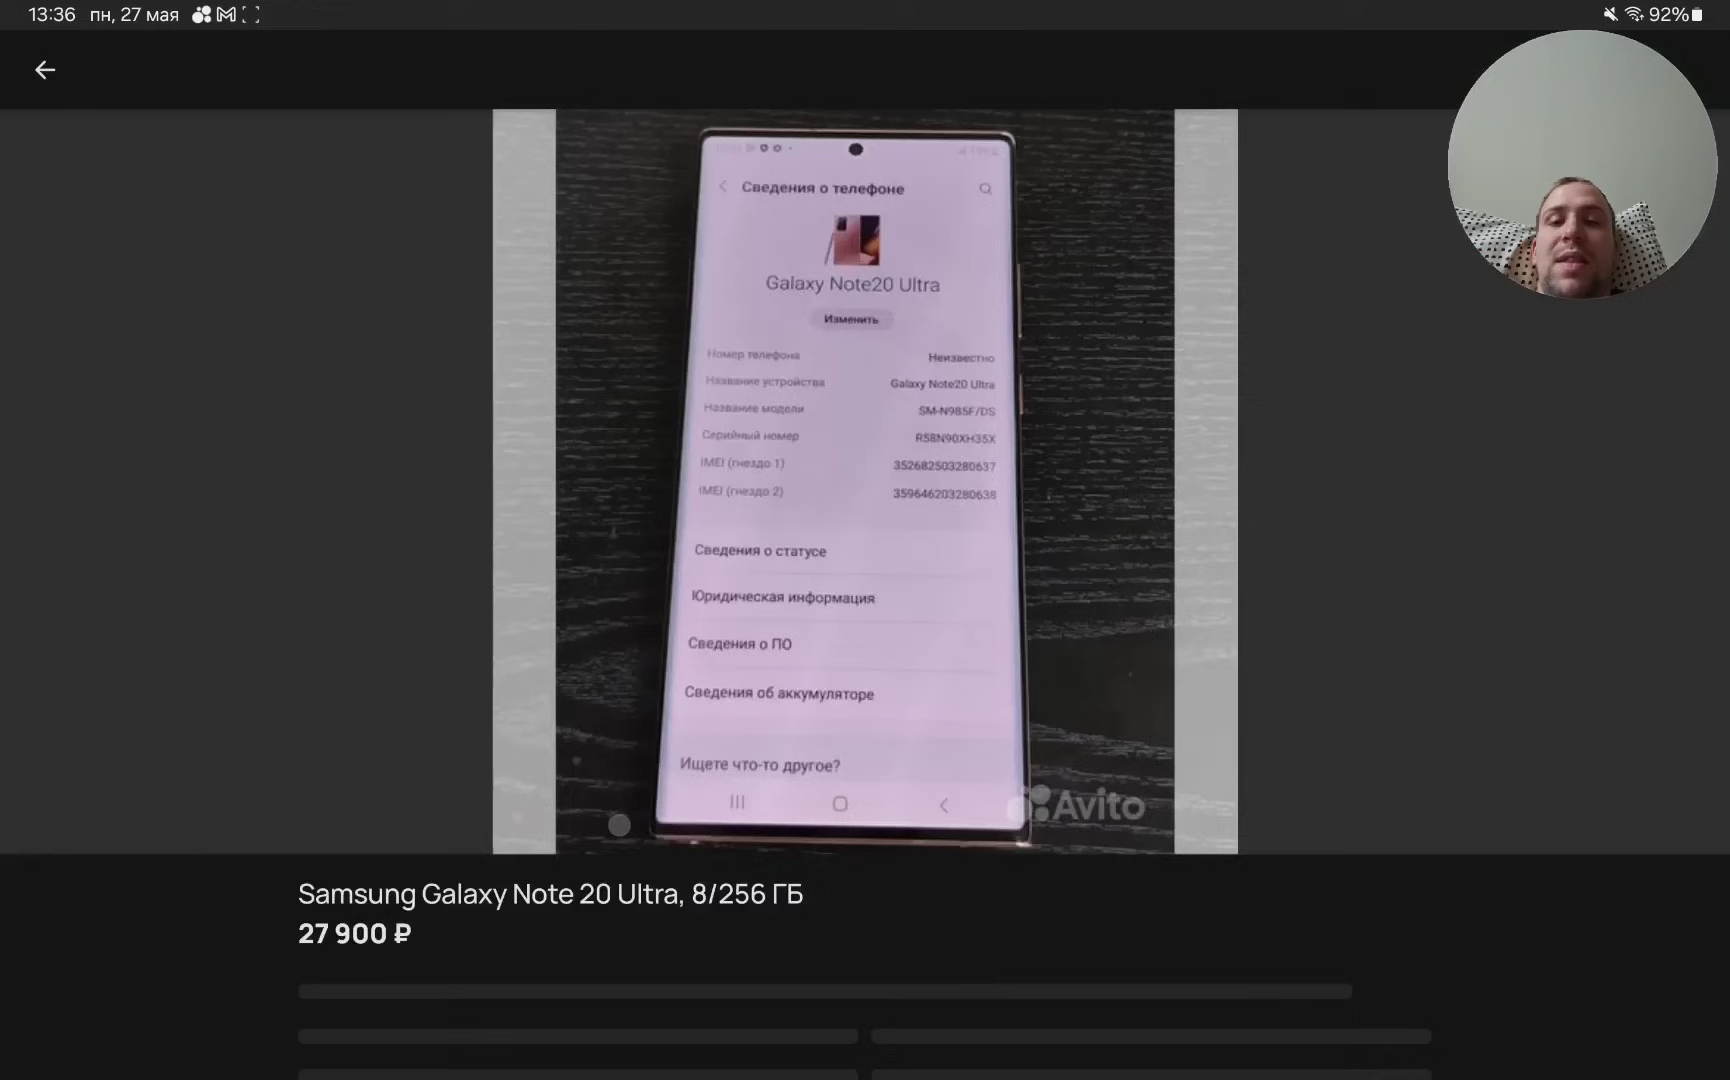 13:36 пн, 27 мая
92%
Сведения о телефоне
Galaxy Note20 Ultra
Изменить
Номер телефона Неизвестно
Название устройства Galaxy Note20 Ultra
Название модели SM-N985F/DS
Серийный номер R58N90XH35X
IMEI (гнездо 1) 352682503280637
IMEI (гнездо 2) 359646203280638
Сведения о статусе
Юридическая информация
Сведения о ПО
Сведения об аккумуляторе
Ищете что-то другое?
Avito
Samsung Galaxy Note 20 Ultra, 8/256 ГБ
27 900 ₽